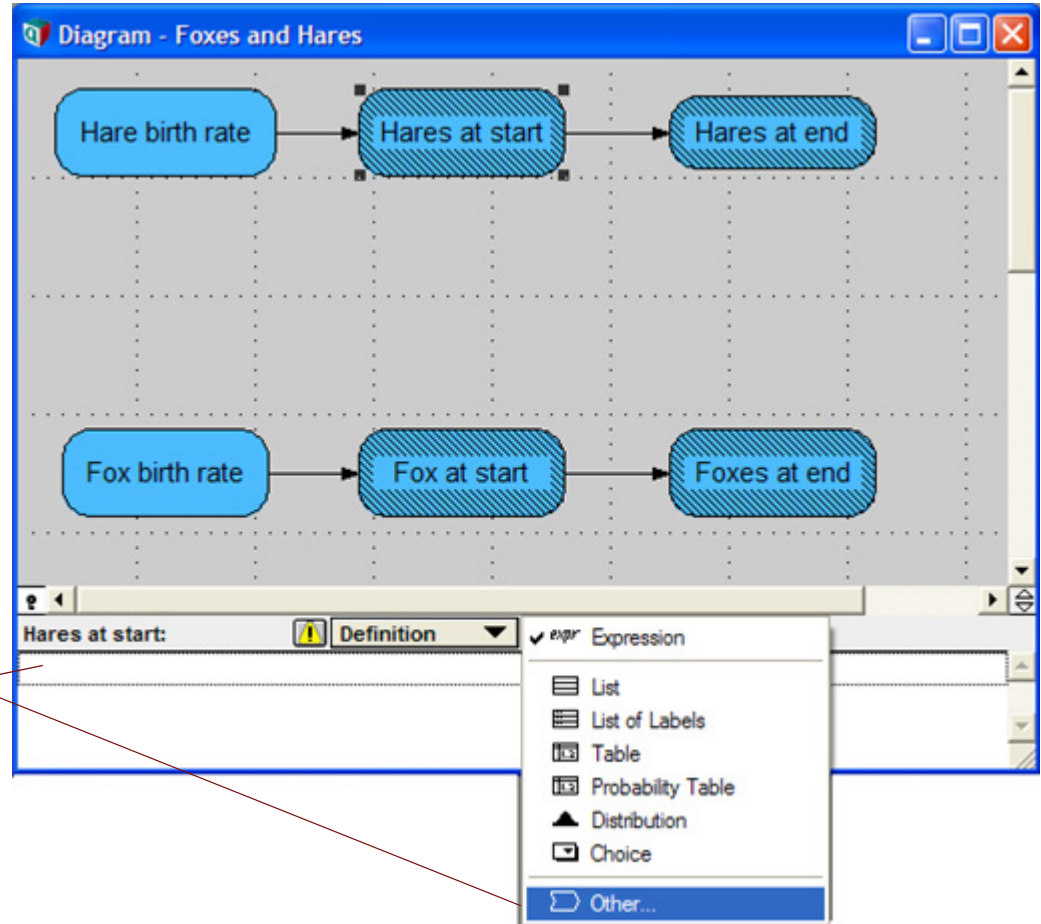 Diagram - Foxes and Hares
Hare birth rate
Hares at start
Hares at end
Fox birth rate
Fox at start
Foxes at end
Hares at start:
Definition
expr Expression
List
List of Labels
Table
Probability Table
Distribution
Choice
Other...